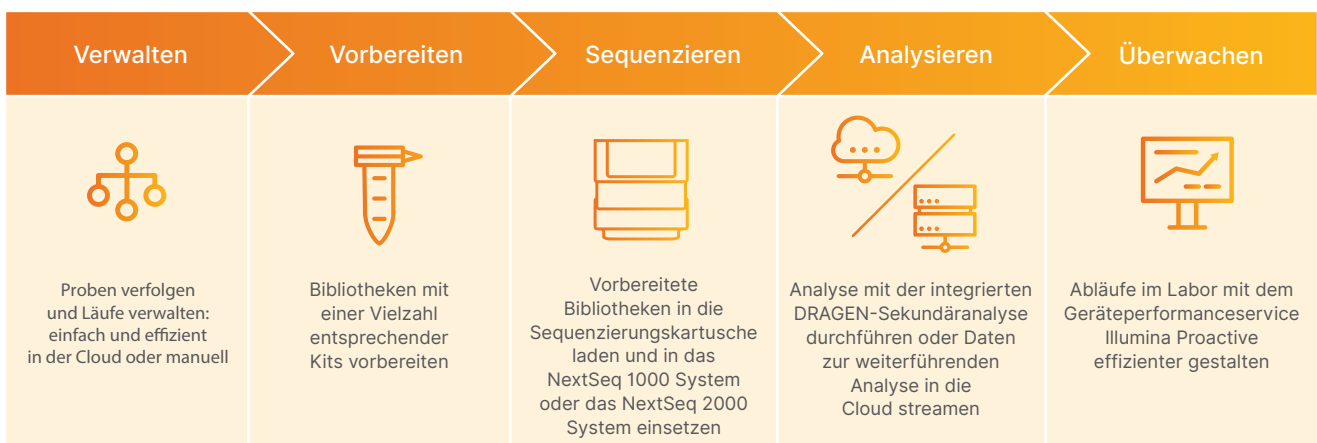 Verwalten
Vorbereiten
Sequenzieren
Analysieren
Überwachen
Proben verfolgen
und Läufe verwalten:
einfach und effizient
in der Cloud oder manuell
Bibliotheken mit
einer Vielzahl
entsprechender
Kits vorbereiten
Vorbereitete
Bibliotheken in die
Sequenzierungskartusche
laden und in das
NextSeq 1000 System
oder das NextSeq 2000
System einsetzen
Analyse mit der integrierten
DRAGEN-Sekundäranalyse
durchführen oder Daten
zur weiterführenden
Analyse in die
Cloud streamen
Abläufe im Labor mit dem
Geräteperformanceservice
Illumina Proactive
effizienter gestalten